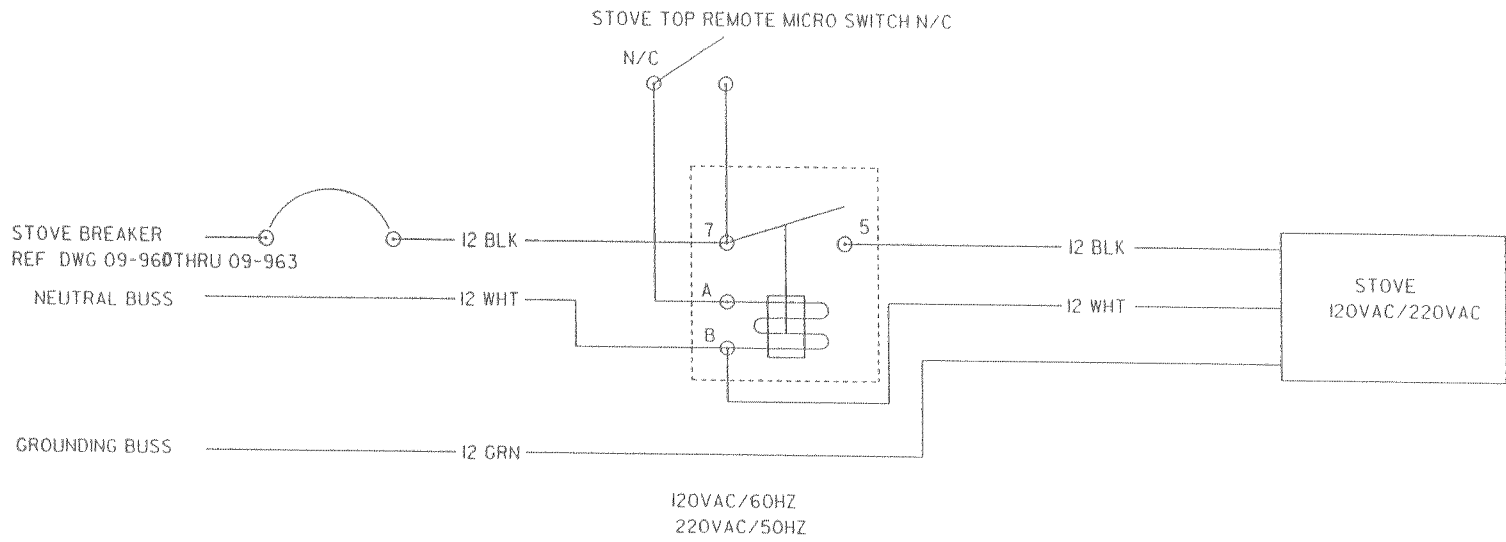 STOVE TOP REMOTE MICRO SWITCH N/C
N/C
STOVE BREAKER
REF DWG 09-960THRU 09-963
12 BLK
7
5
12 BLK
NEUTRAL BUSS
12 WHT
A
B
12 WHT
STOVE
120VAC/220VAC
GROUNDING BUSS
12 GRN
120VAC/60HZ
220VAC/50HZ